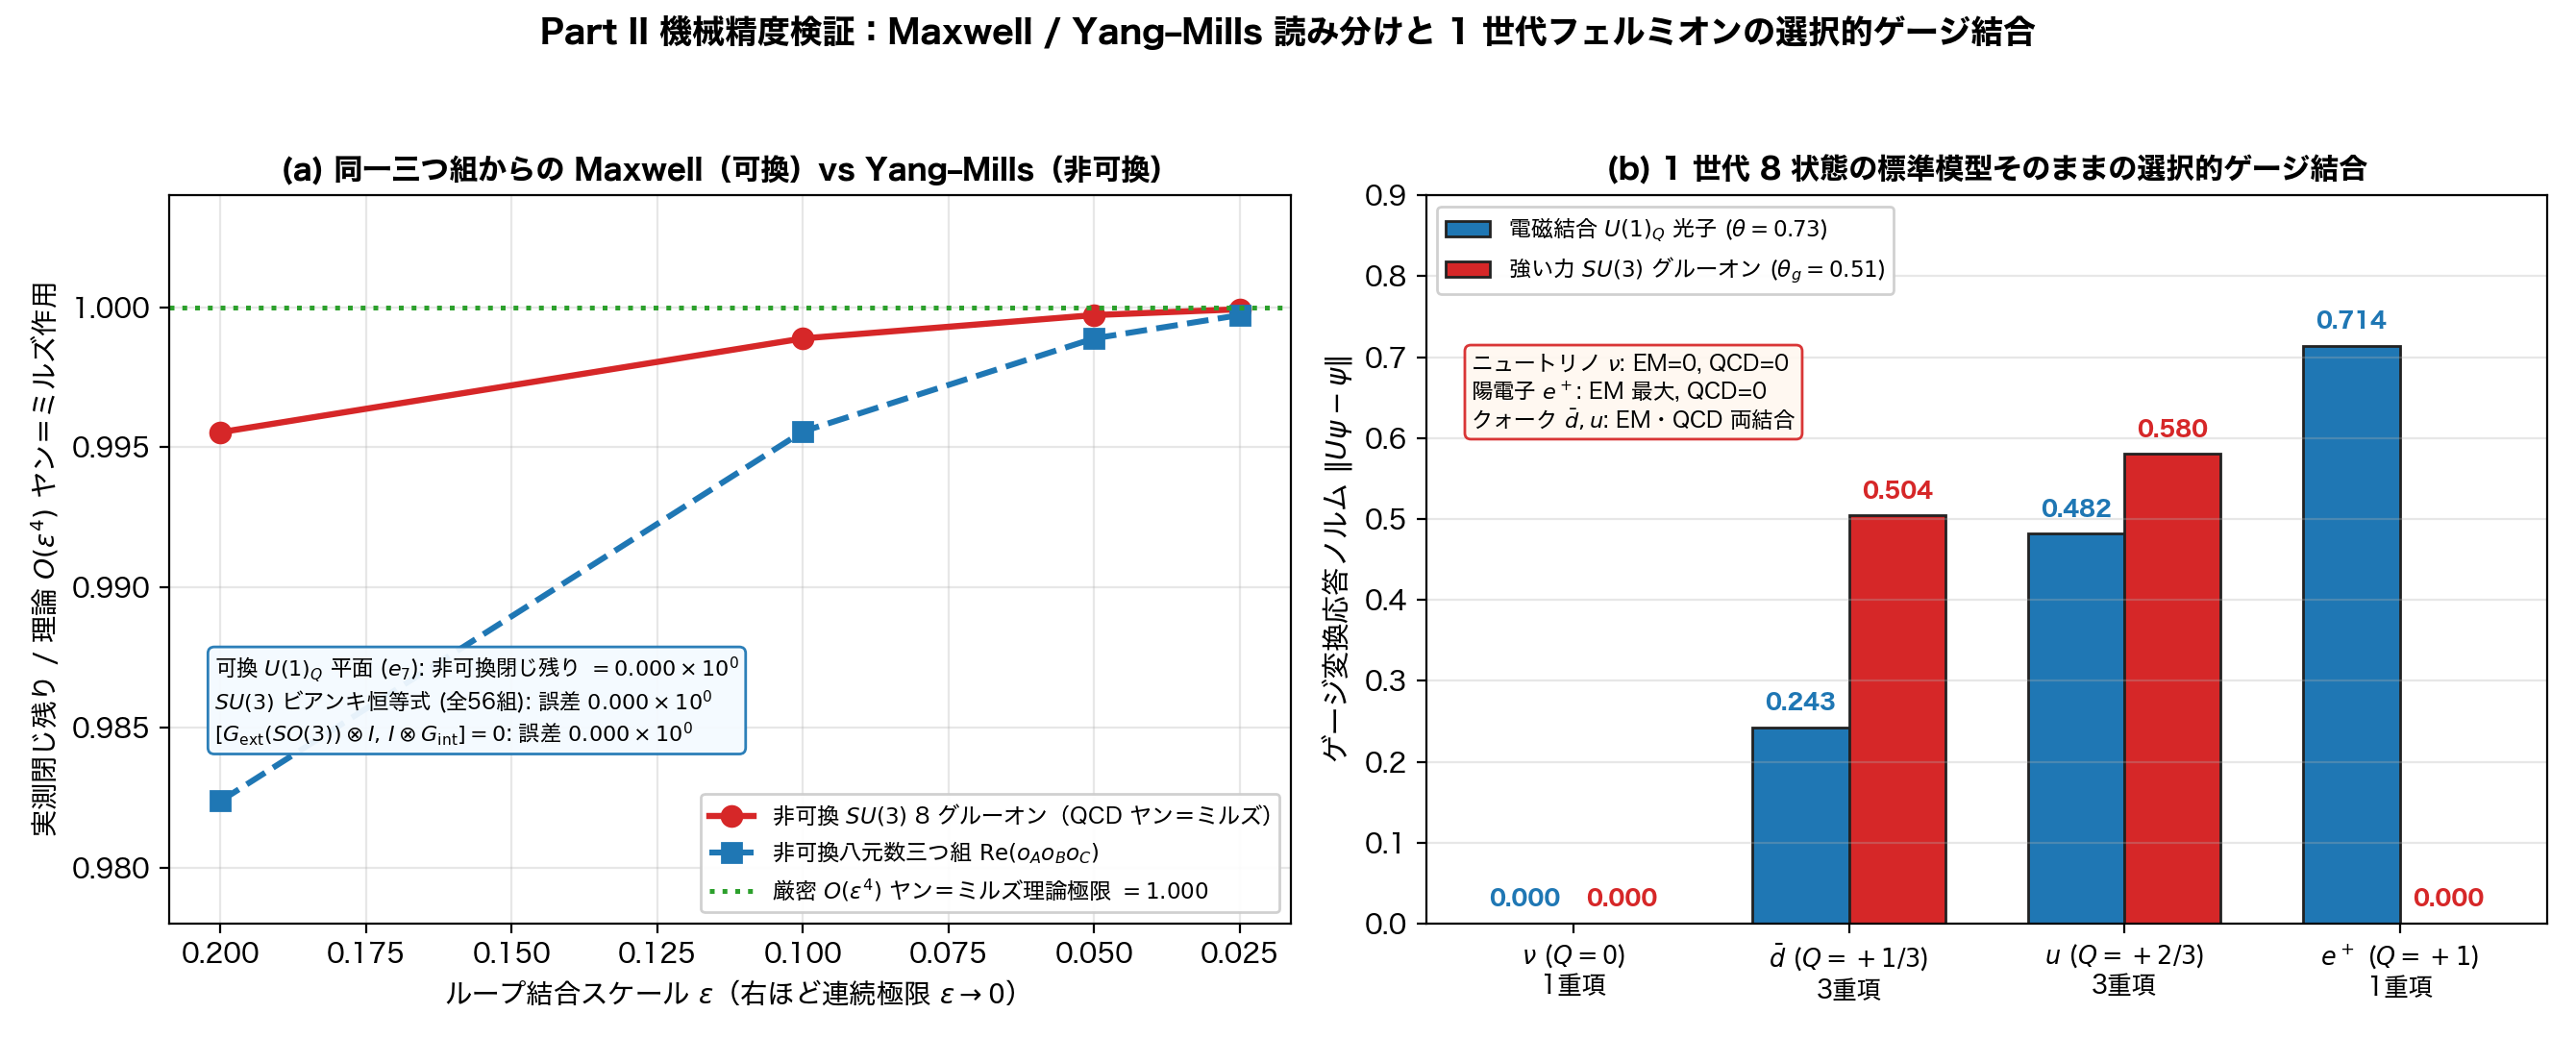 Part II 機械精度検証：Maxwell / Yang–Mills 読み分けと 1 世代フェルミオンの選択的ゲージ結合
(a) 同一三つ組からの Maxwell（可換）vs Yang–Mills（非可換）
実測閉じ残り / 理論 O(ε⁴) ヤン＝ミルズ作用
1.000
0.995
0.990
0.985
0.980
可換 U(1)_Q 平面 (e₇): 非可換閉じ残り = 0.000 × 10⁰
SU(3) ビアンキ恒等式 (全56組): 誤差 0.000 × 10⁰
[G_ext(SO(3)) ⊗ I, I ⊗ G_int] = 0: 誤差 0.000 × 10⁰
非可換 SU(3) 8 グルーオン（QCD ヤン＝ミルズ）
非可換八元数三つ組 Re(o_A o_B o_C)
厳密 O(ε⁴) ヤン＝ミルズ理論極限 = 1.000
0.200 0.175 0.150 0.125 0.100 0.075 0.050 0.025
ループ結合スケール ε（右ほど連続極限 ε → 0）
(b) 1 世代 8 状態の標準模型そのままの選択的ゲージ結合
ゲージ変換応答ノルム ‖Uψ − ψ‖
0.9
0.8
0.7
0.6
0.5
0.4
0.3
0.2
0.1
0.0
電磁結合 U(1)_Q 光子 (θ = 0.73)
強い力 SU(3) グルーオン (θ_g = 0.51)
ニュートリノ ν: EM=0, QCD=0
陽電子 e⁺: EM 最大, QCD=0
クォーク d̄, u: EM・QCD 両結合
0.000 0.000
0.243 0.504
0.482 0.580
0.714 0.000
ν (Q = 0)
1重項
d̄ (Q = +1/3)
3重項
u (Q = +2/3)
3重項
e⁺ (Q = +1)
1重項